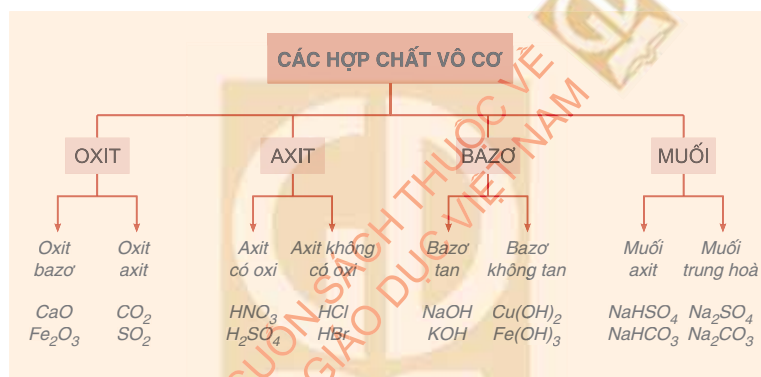 CÁC HỢP CHẤT VÔ CƠ
OXIT
AXIT
BAZƠ
MUỐI
Oxit bazơ
CaO
Fe₂O₃
Oxit axit
CO₂
SO₂
Axit có oxi
HNO₃
H₂SO₄
Axit không có oxi
HCl
HBr
Bazơ tan
NaOH
KOH
Bazơ không tan
Cu(OH)₂
Fe(OH)₃
Muối axit
NaHSO₄
NaHCO₃
Muối trung hoà
Na₂SO₄
Na₂CO₃
CUỐN SÁCH THUỘC VỀ
GIÁO DỤC VIỆT NAM